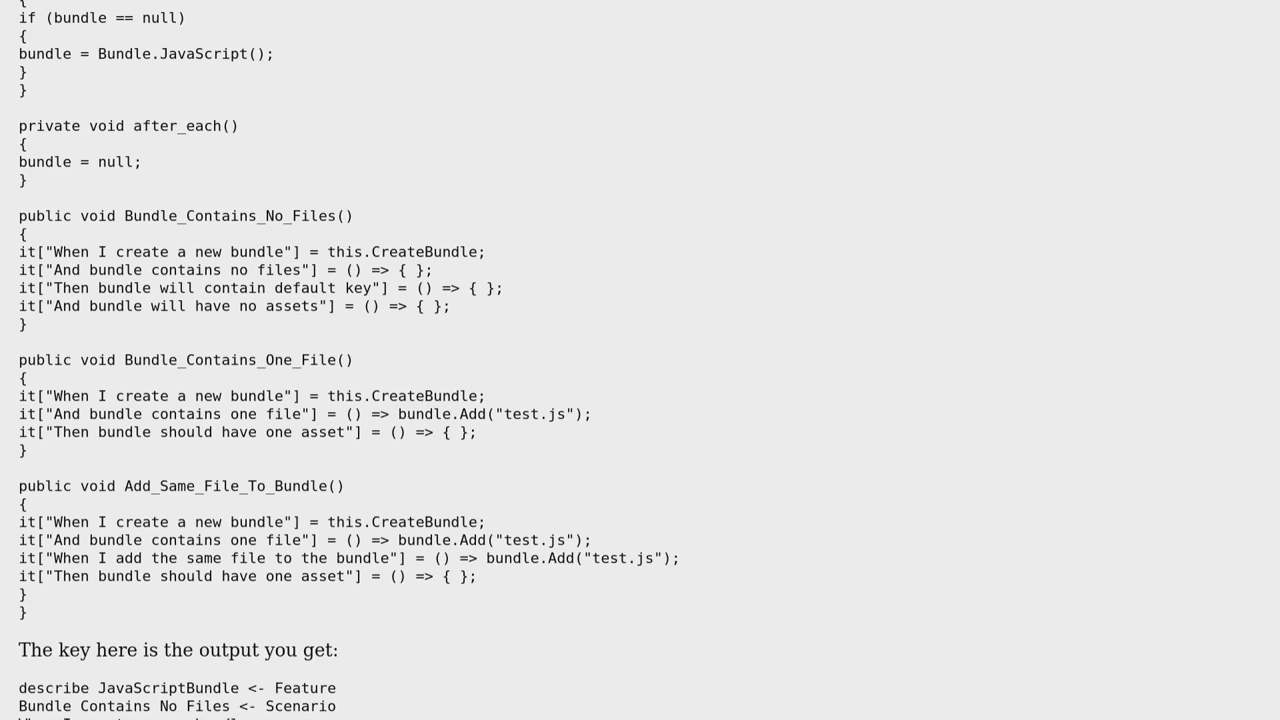 {
if (bundle == null)
{
bundle = Bundle.JavaScript();
}
}
private void after_each()
{
bundle = null;
}
public void Bundle_Contains_No_Files()
{
it["When I create a new bundle"] = this.CreateBundle;
it["And bundle contains no files"] = () => { };
it["Then bundle will contain default key"] = () => { };
it["And bundle will have no assets"] = () => { };
}
public void Bundle_Contains_One_File()
{
it["When I create a new bundle"] = this.CreateBundle;
it["And bundle contains one file"] = () => bundle.Add("test.js");
it["Then bundle should have one asset"] = () => { };
}
public void Add_Same_File_To_Bundle()
{
it["When I create a new bundle"] = this.CreateBundle;
it["And bundle contains one file"] = () => bundle.Add("test.js");
it["When I add the same file to the bundle"] = () => bundle.Add("test.js");
it["Then bundle should have one asset"] = () => { };
}
}
The key here is the output you get:
describe JavaScriptBundle <- Feature
Bundle Contains No Files <- Scenario